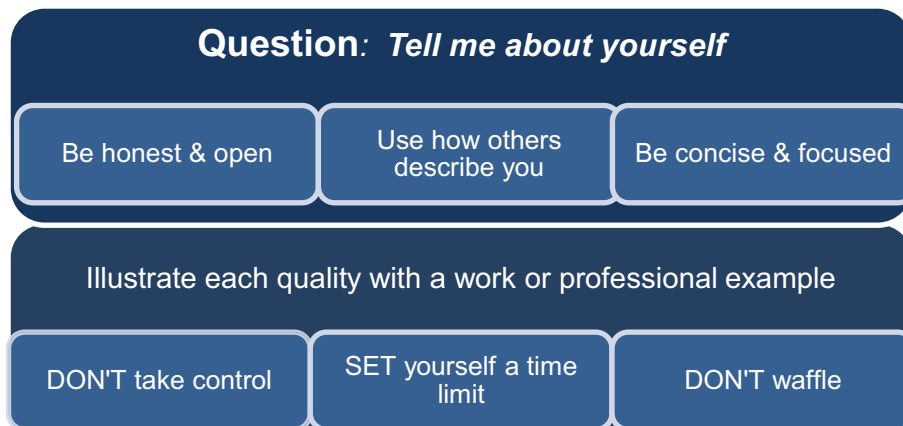 Question: Tell me about yourself
Be honest & open
Use how others
describe you
Be concise & focused
Illustrate each quality with a work or professional example
DON'T take control
SET yourself a time
limit
DON'T waffle